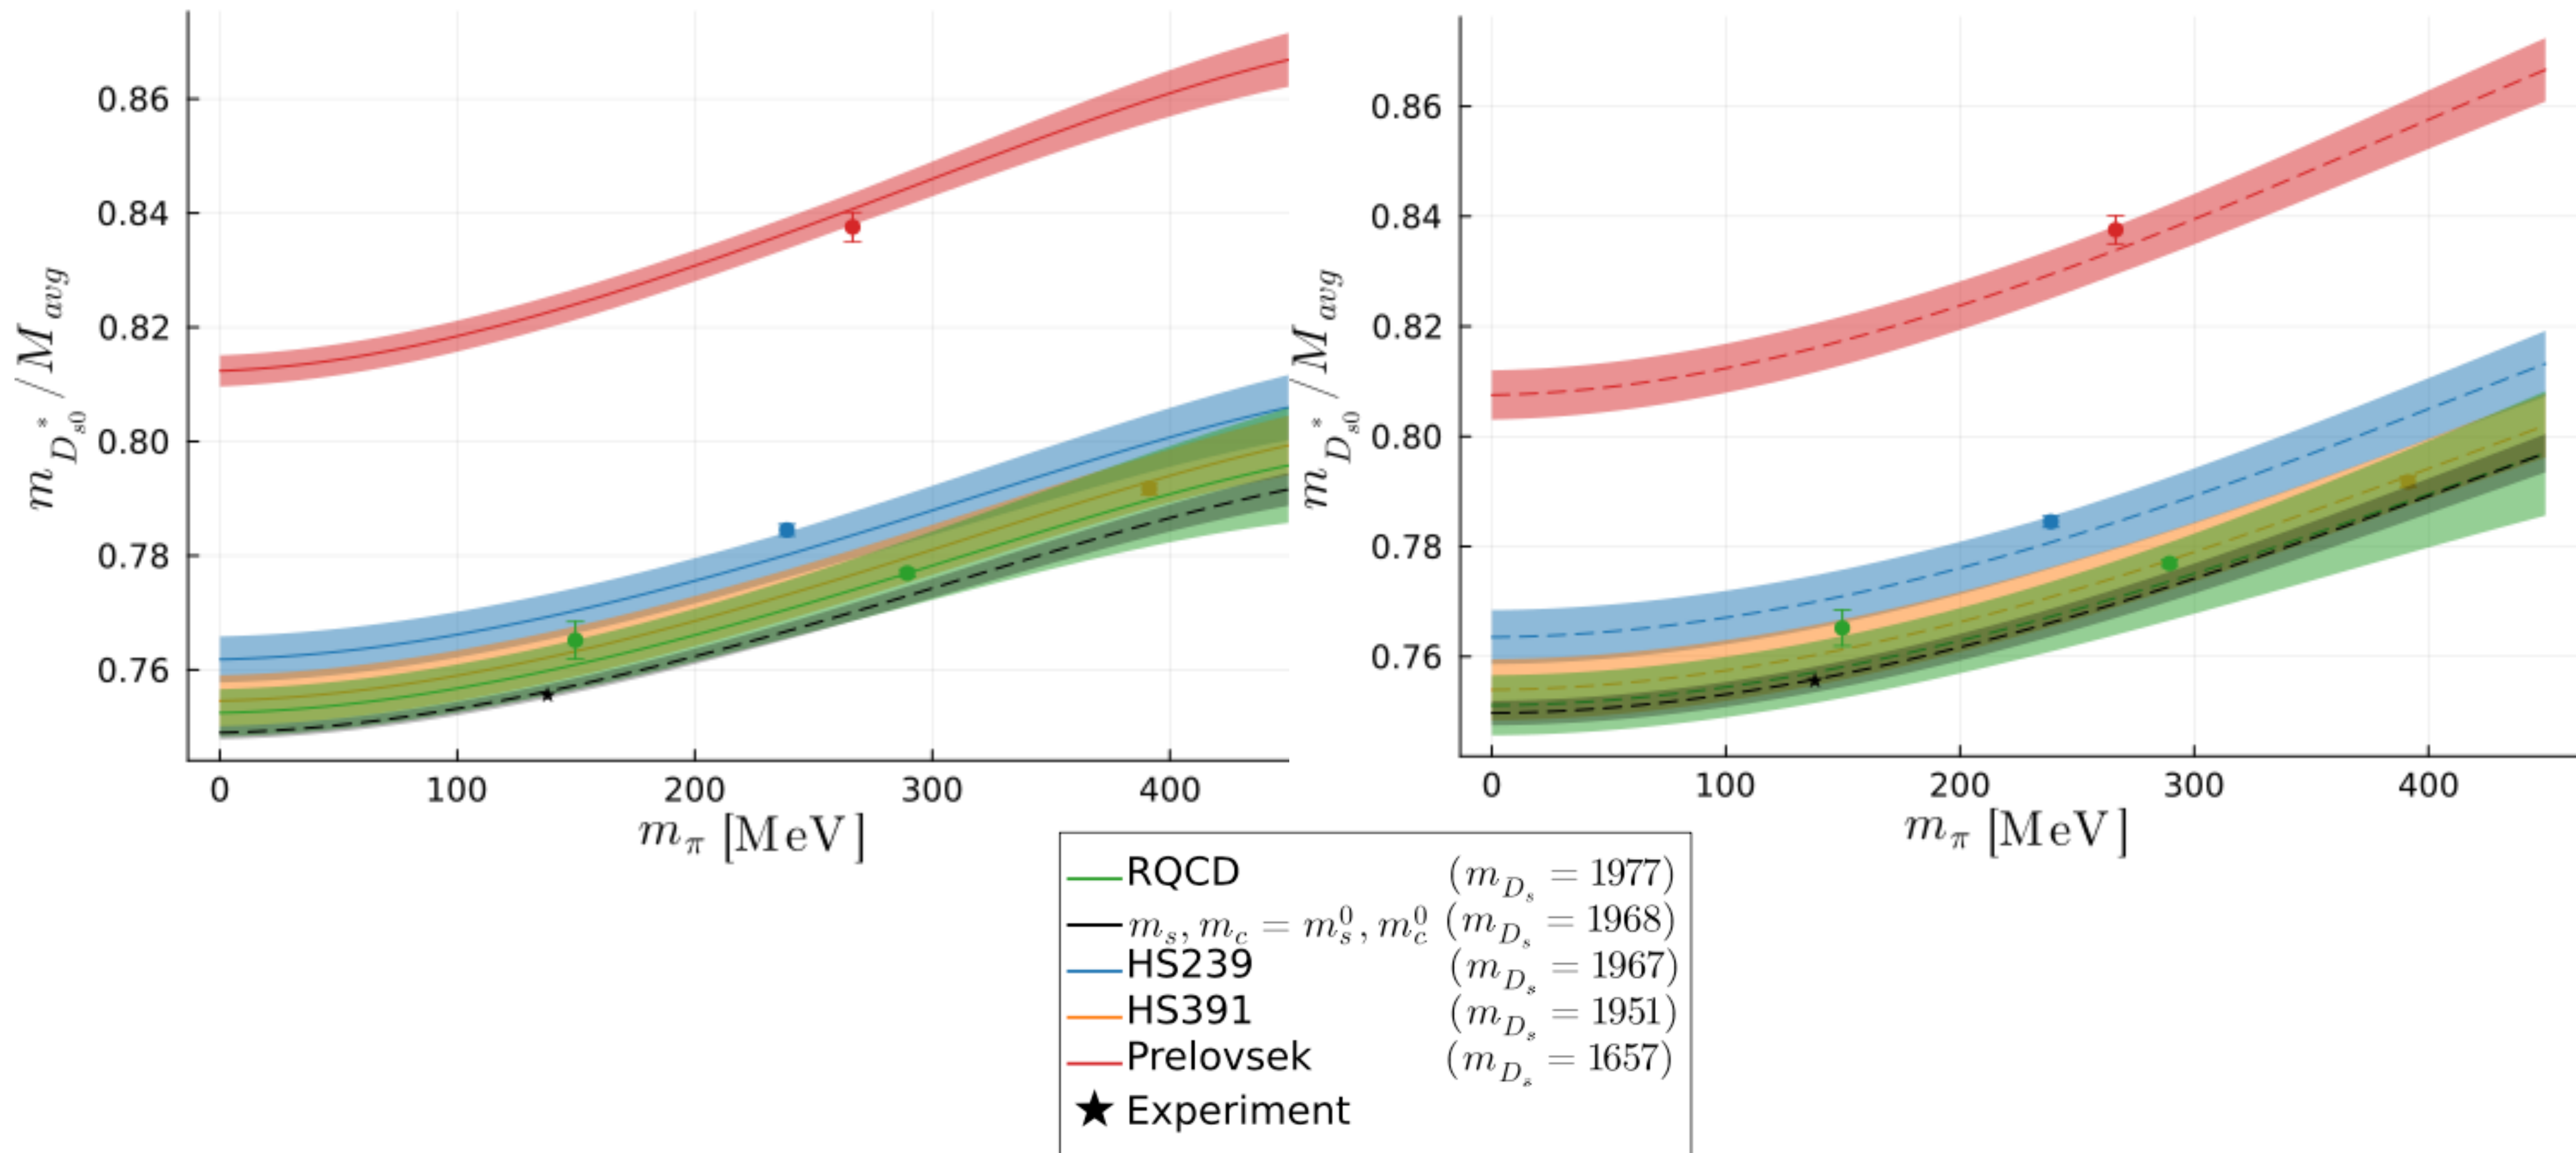 0.86
0.84
0.82
0.80
0.78
0.76
m_{D_{s0}^*} / M_{avg}
0 100 200 300 400
m_π [MeV]
0.86
0.84
0.82
0.80
0.78
0.76
m_{D_{s0}^*} / M_{avg}
0 100 200 300 400
m_π [MeV]
RQCD (m_{D_s} = 1977)
m_s, m_c = m_s^0, m_c^0 (m_{D_s} = 1968)
HS239 (m_{D_s} = 1967)
HS391 (m_{D_s} = 1951)
Prelovsek (m_{D_s} = 1657)
Experiment